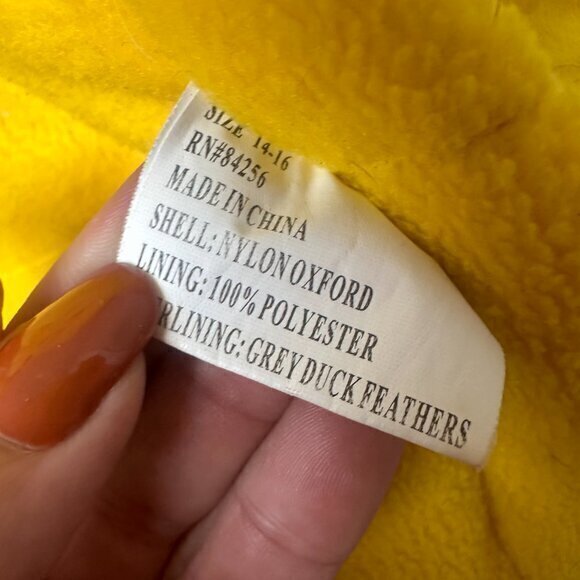 SIZE 14-16
RN#84256
MADE IN CHINA
SHELL: NYLON OXFORD
LINING: 100% POLYESTER
ERLINING: GREY DUCK FEATHERS